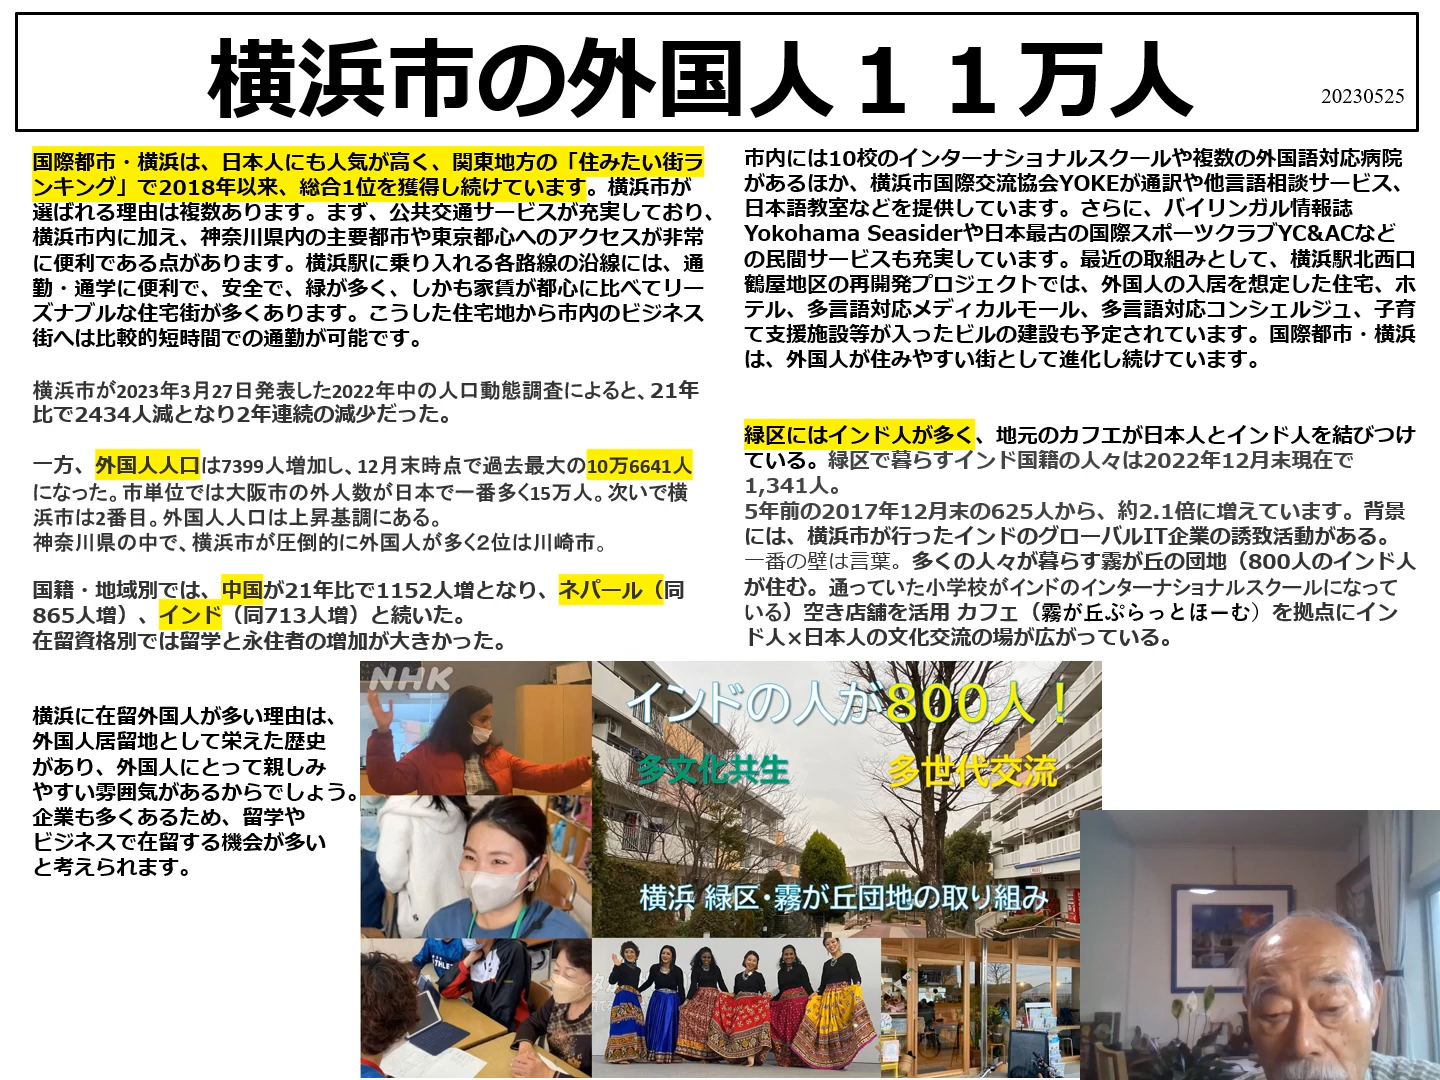 横浜市の外国人１１万人
20230525
国際都市・横浜は、日本人にも人気が高く、関東地方の「住みたい街ラ
ンキング」で2018年以来、総合1位を獲得し続けています。横浜市が
選ばれる理由は複数あります。まず、公共交通サービスが充実しており、
横浜市内に加え、神奈川県内の主要都市や東京都心へのアクセスが非常
に便利である点があります。横浜駅に乗り入れる各路線の沿線には、通
勤・通学に便利で、安全で、緑が多く、しかも家賃が都心に比べてリー
ズナブルな住宅街が多くあります。こうした住宅地から市内のビジネス
街へは比較的短時間での通勤が可能です。
横浜市が2023年3月27日発表した2022年中の人口動態調査によると、21年
比で2434人減となり2年連続の減少だった。
一方、外国人人口は7399人増加し、12月末時点で過去最大の10万6641人
になった。市単位では大阪市の外人数が日本で一番多く15万人。次いで横
浜市は2番目。外国人人口は上昇基調にある。
神奈川県の中で、横浜市が圧倒的に外国人が多く２位は川崎市。
国籍・地域別では、中国が21年比で1152人増となり、ネパール（同
865人増）、インド（同713人増）と続いた。
在留資格別では留学と永住者の増加が大きかった。
横浜に在留外国人が多い理由は、
外国人居留地として栄えた歴史
があり、外国人にとって親しみ
やすい雰囲気があるからでしょう。
企業も多くあるため、留学や
ビジネスで在留する機会が多い
と考えられます。
市内には10校のインターナショナルスクールや複数の外国語対応病院
があるほか、横浜市国際交流協会YOKEが通訳や他言語相談サービス、
日本語教室などを提供しています。さらに、バイリンガル情報誌
Yokohama Seasiderや日本最古の国際スポーツクラブYC&ACなど
の民間サービスも充実しています。最近の取組みとして、横浜駅北西口
鶴屋地区の再開発プロジェクトでは、外国人の入居を想定した住宅、ホ
テル、多言語対応メディカルモール、多言語対応コンシェルジュ、子育
て支援施設等が入ったビルの建設も予定されています。国際都市・横浜
は、外国人が住みやすい街として進化し続けています。
緑区にはインド人が多く、地元のカフエが日本人とインド人を結びつけ
ている。緑区で暮らすインド国籍の人々は2022年12月末現在で
1,341人。
5年前の2017年12月末の625人から、約2.1倍に増えています。背景
には、横浜市が行ったインドのグローバルIT企業の誘致活動がある。
一番の壁は言葉。多くの人々が暮らす霧が丘の団地（800人のインド人
が住む。通っていた小学校がインドのインターナショナルスクールになって
いる）空き店舗を活用 カフェ（霧が丘ぷらっとほーむ）を拠点にイン
ド人×日本人の文化交流の場が広がっている。
NHK
インドの人が800人！
多文化共生
多世代交流
横浜 緑区・霧が丘団地の取り組み